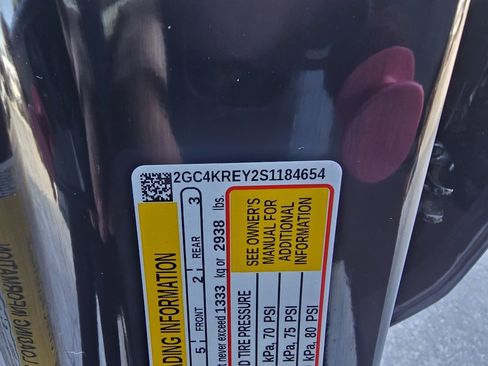 2GC4KREY2S1184654
SEE OWNER'S
MANUAL FOR
ADDITIONAL
INFORMATION
ADING INFORMATION
5 FRONT 2 REAR 3
never exceed 1333 kg or 2938 lbs.
D TIRE PRESSURE
kPa, 70 PSI
kPa, 75 PSI
kPa, 80 PSI